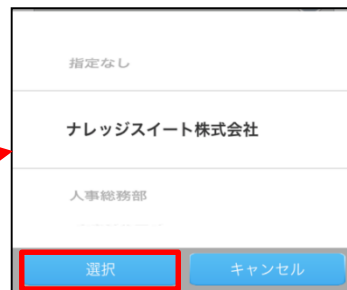 指定なし
ナレッジスイート株式会社
人事総務部
選択
キャンセル